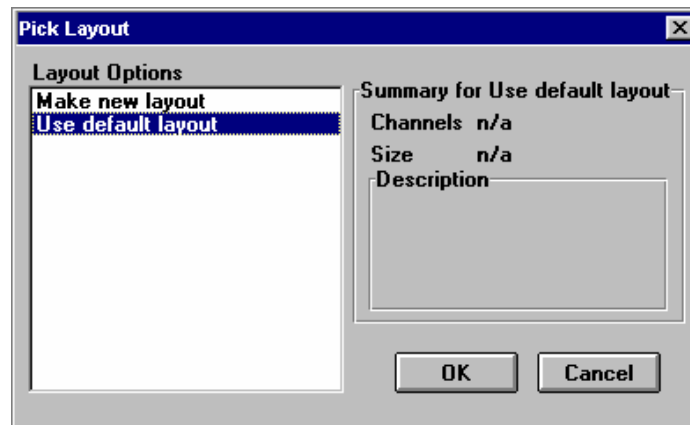 Pick Layout
Layout Options
Make new layout
Use default layout
Summary for Use default layout
Channels n/a
Size n/a
Description
OK
Cancel